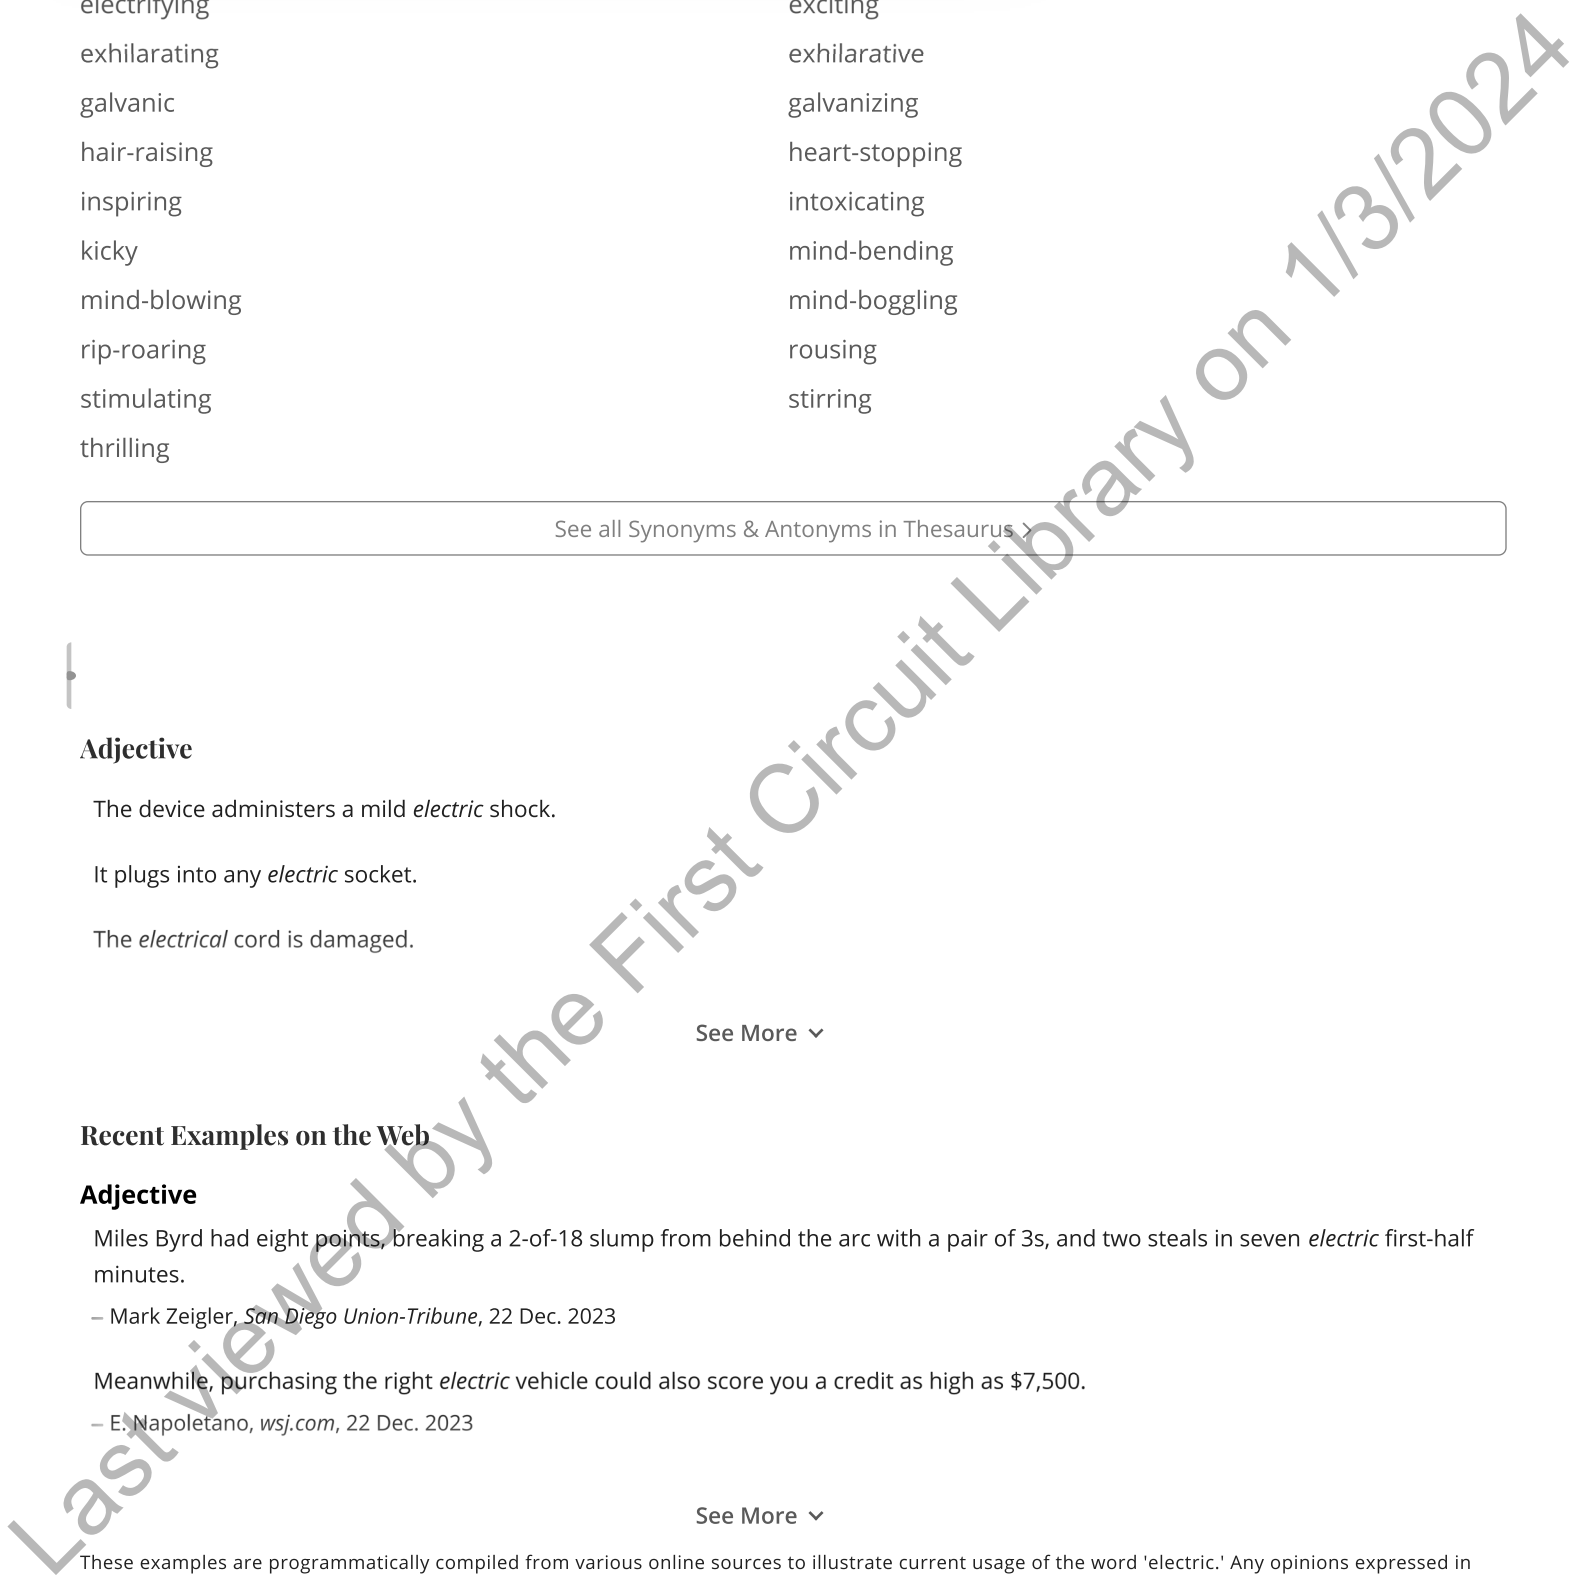 electrifying exciting
exhilarating exhilarative
galvanic galvanizing
hair-raising heart-stopping
inspiring intoxicating
kicky mind-bending
mind-blowing mind-boggling
rip-roaring rousing
stimulating stirring
thrilling
See all Synonyms & Antonyms in Thesaurus >
Adjective
The device administers a mild electric shock.
It plugs into any electric socket.
The electrical cord is damaged.
See More
Recent Examples on the Web
Adjective
Miles Byrd had eight points, breaking a 2-of-18 slump from behind the arc with a pair of 3s, and two steals in seven electric first-half
minutes.
— Mark Zeigler, San Diego Union-Tribune, 22 Dec. 2023
Meanwhile, purchasing the right electric vehicle could also score you a credit as high as $7,500.
— E. Napoletano, wsj.com, 22 Dec. 2023
See More
These examples are programmatically compiled from various online sources to illustrate current usage of the word 'electric.' Any opinions expressed in
Last viewed by the First Circuit Library on 1/3/2024